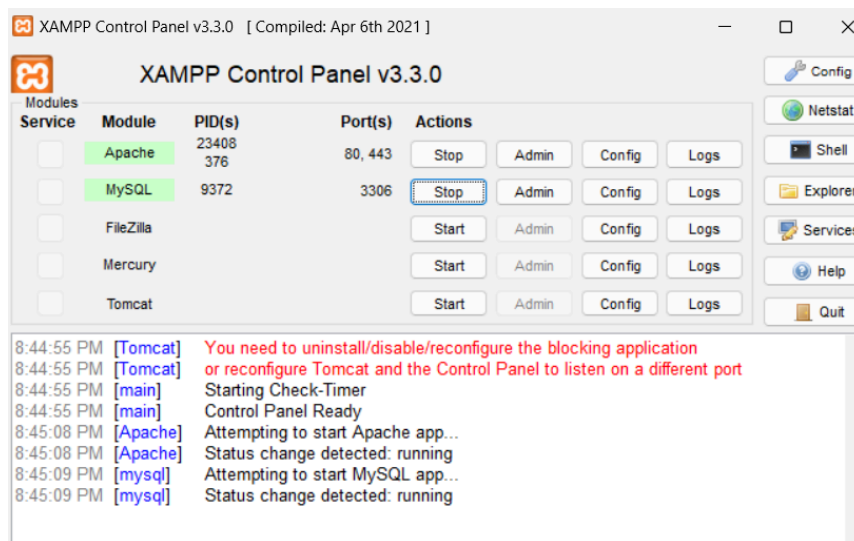 XAMPP Control Panel v3.3.0 [ Compiled: Apr 6th 2021 ]
XAMPP Control Panel v3.3.0
Config
Netstat
Shell
Explorer
Services
Help
Quit
Modules
Service Module PID(s) Port(s) Actions
Apache 23408 376 80, 443 Stop Admin Config Logs
MySQL 9372 3306 Stop Admin Config Logs
FileZilla Start Admin Config Logs
Mercury Start Admin Config Logs
Tomcat Start Admin Config Logs
8:44:55 PM [Tomcat] You need to uninstall/disable/reconfigure the blocking application
8:44:55 PM [Tomcat] or reconfigure Tomcat and the Control Panel to listen on a different port
8:44:55 PM [main] Starting Check-Timer
8:44:55 PM [main] Control Panel Ready
8:45:08 PM [Apache] Attempting to start Apache app...
8:45:08 PM [Apache] Status change detected: running
8:45:09 PM [mysql] Attempting to start MySQL app...
8:45:09 PM [mysql] Status change detected: running